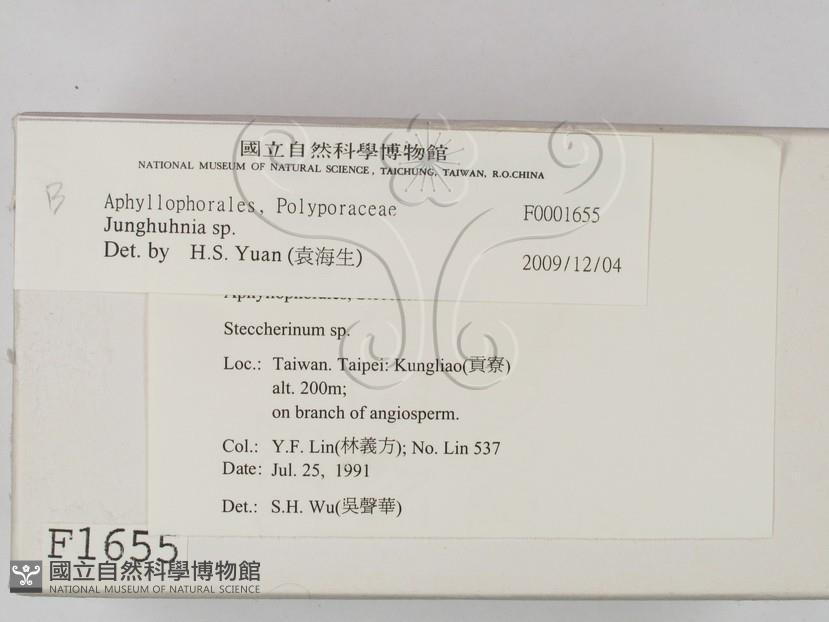 國立自然科學博物館
NATIONAL MUSEUM OF NATURAL SCIENCE, TAICHUNG, TAIWAN, R.O.CHINA
B
Aphyllophorales, Polyporaceae F0001655
Junghuhnia sp.
Det. by H.S. Yuan (袁海生) 2009/12/04
Steccherinum sp.
Loc.: Taiwan. Taipei: Kungliao(貢寮)
alt. 200m;
on branch of angiosperm.
Col.: Y.F. Lin(林義方); No. Lin 537
Date: Jul. 25, 1991
Det.: S.H. Wu(吳聲華)
F1655
國立自然科學博物館
NATIONAL MUSEUM OF NATURAL SCIENCE